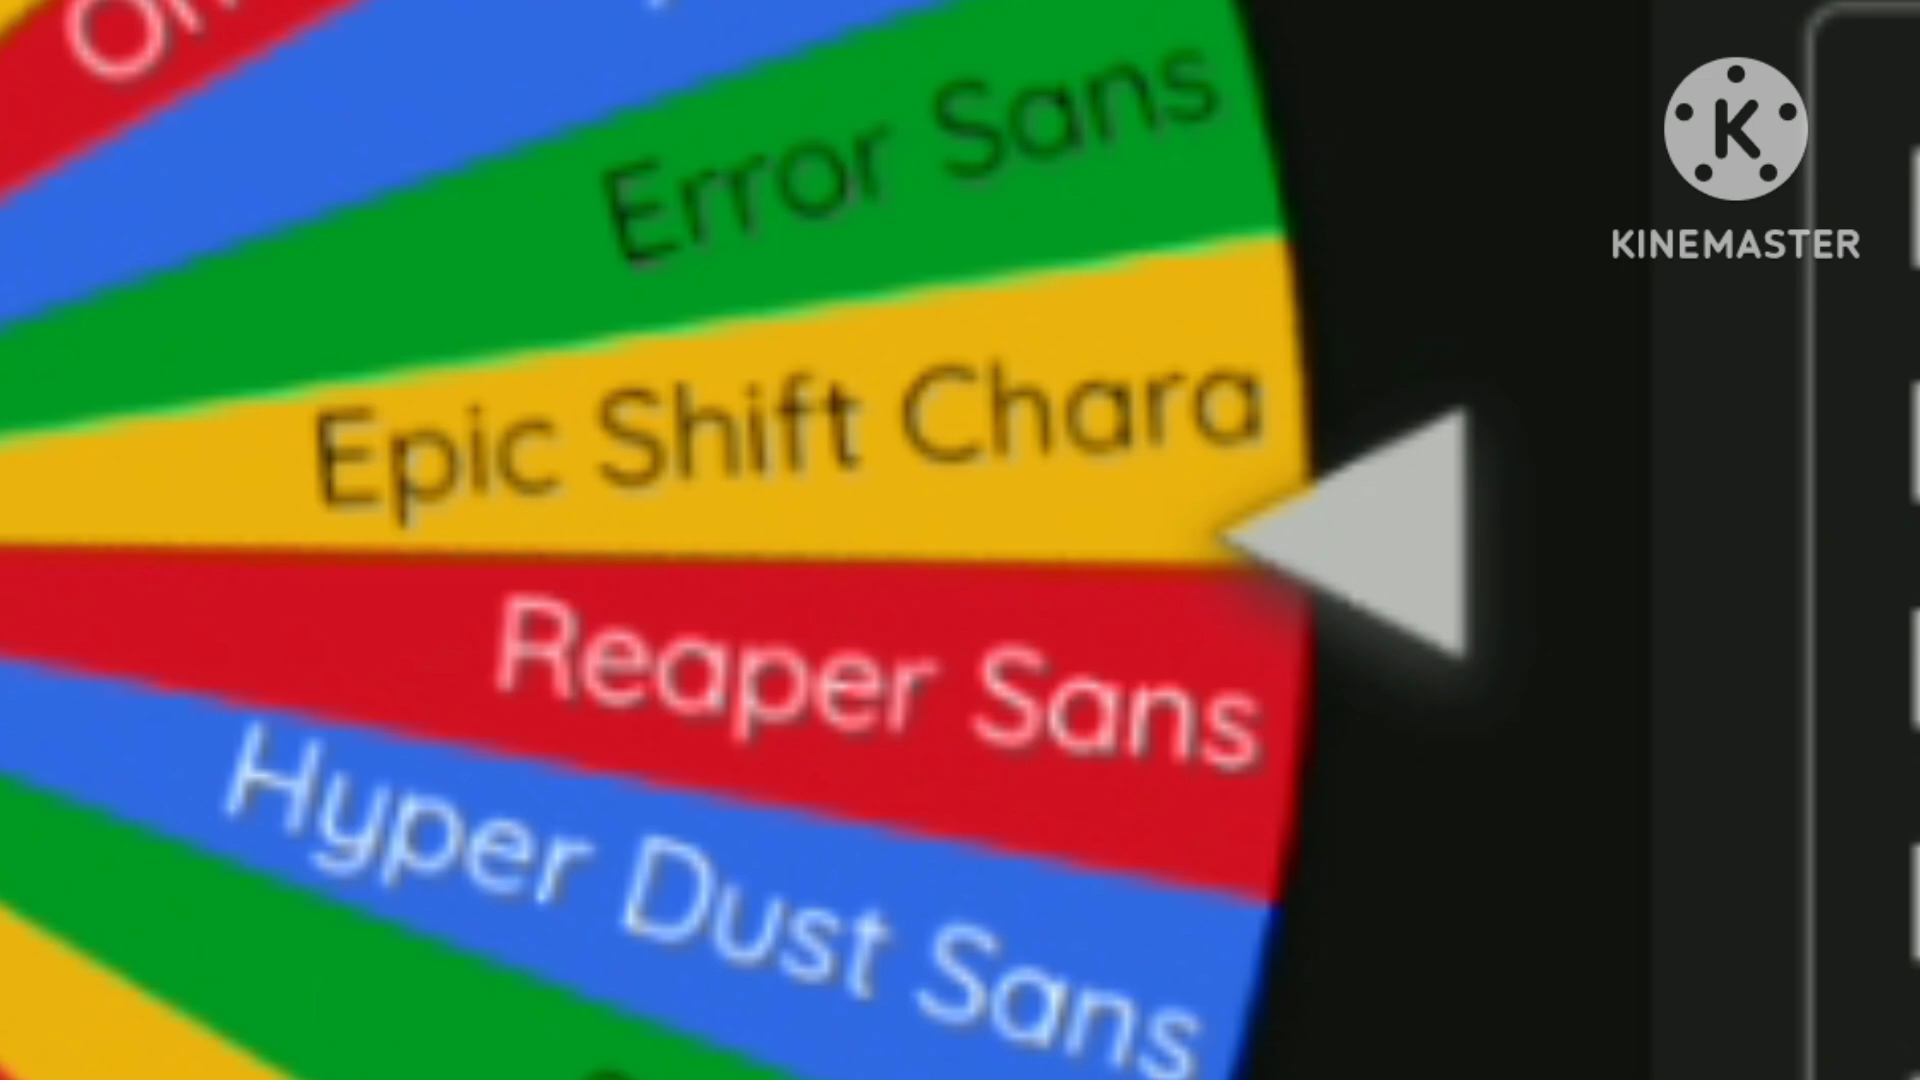 Error Sans
Epic Shift Chara
Reaper Sans
Hyper Dust Sans
K
KINEMASTER